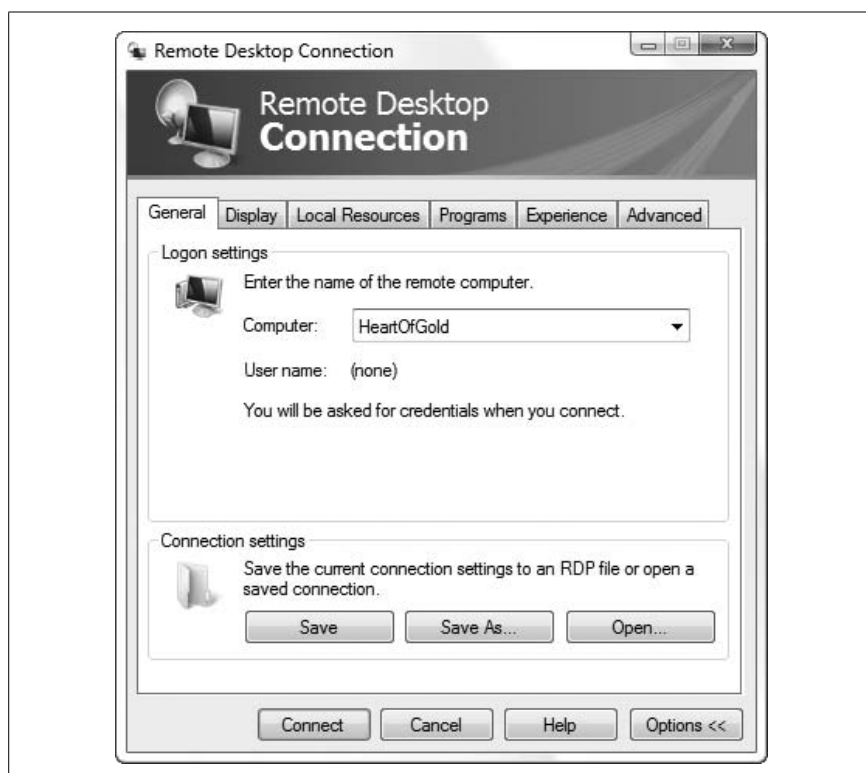 Remote Desktop Connection
Remote Desktop
Connection
General Display Local Resources Programs Experience Advanced
Logon settings
Enter the name of the remote computer.
Computer: HeartOfGold
User name: (none)
You will be asked for credentials when you connect.
Connection settings
Save the current connection settings to an RDP file or open a
saved connection.
Save Save As... Open...
Connect Cancel Help Options <<